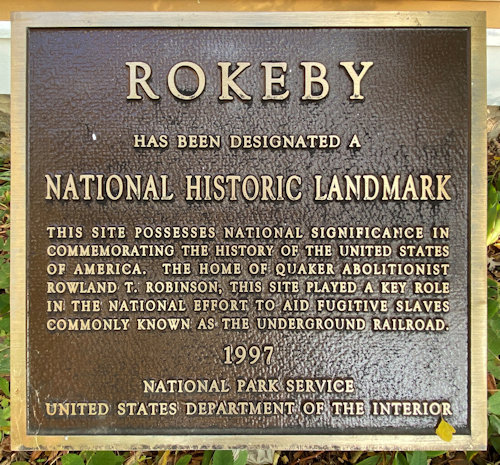 ROKEBY
HAS BEEN DESIGNATED A
NATIONAL HISTORIC LANDMARK
THIS SITE POSSESSES NATIONAL SIGNIFICANCE IN
COMMEMORATING THE HISTORY OF THE UNITED STATES
OF AMERICA. THE HOME OF QUAKER ABOLITIONIST
ROWLAND T. ROBINSON, THIS SITE PLAYED A KEY ROLE
IN THE NATIONAL EFFORT TO AID FUGITIVE SLAVES
COMMONLY KNOWN AS THE UNDERGROUND RAILROAD.
1997
NATIONAL PARK SERVICE
UNITED STATES DEPARTMENT OF THE INTERIOR